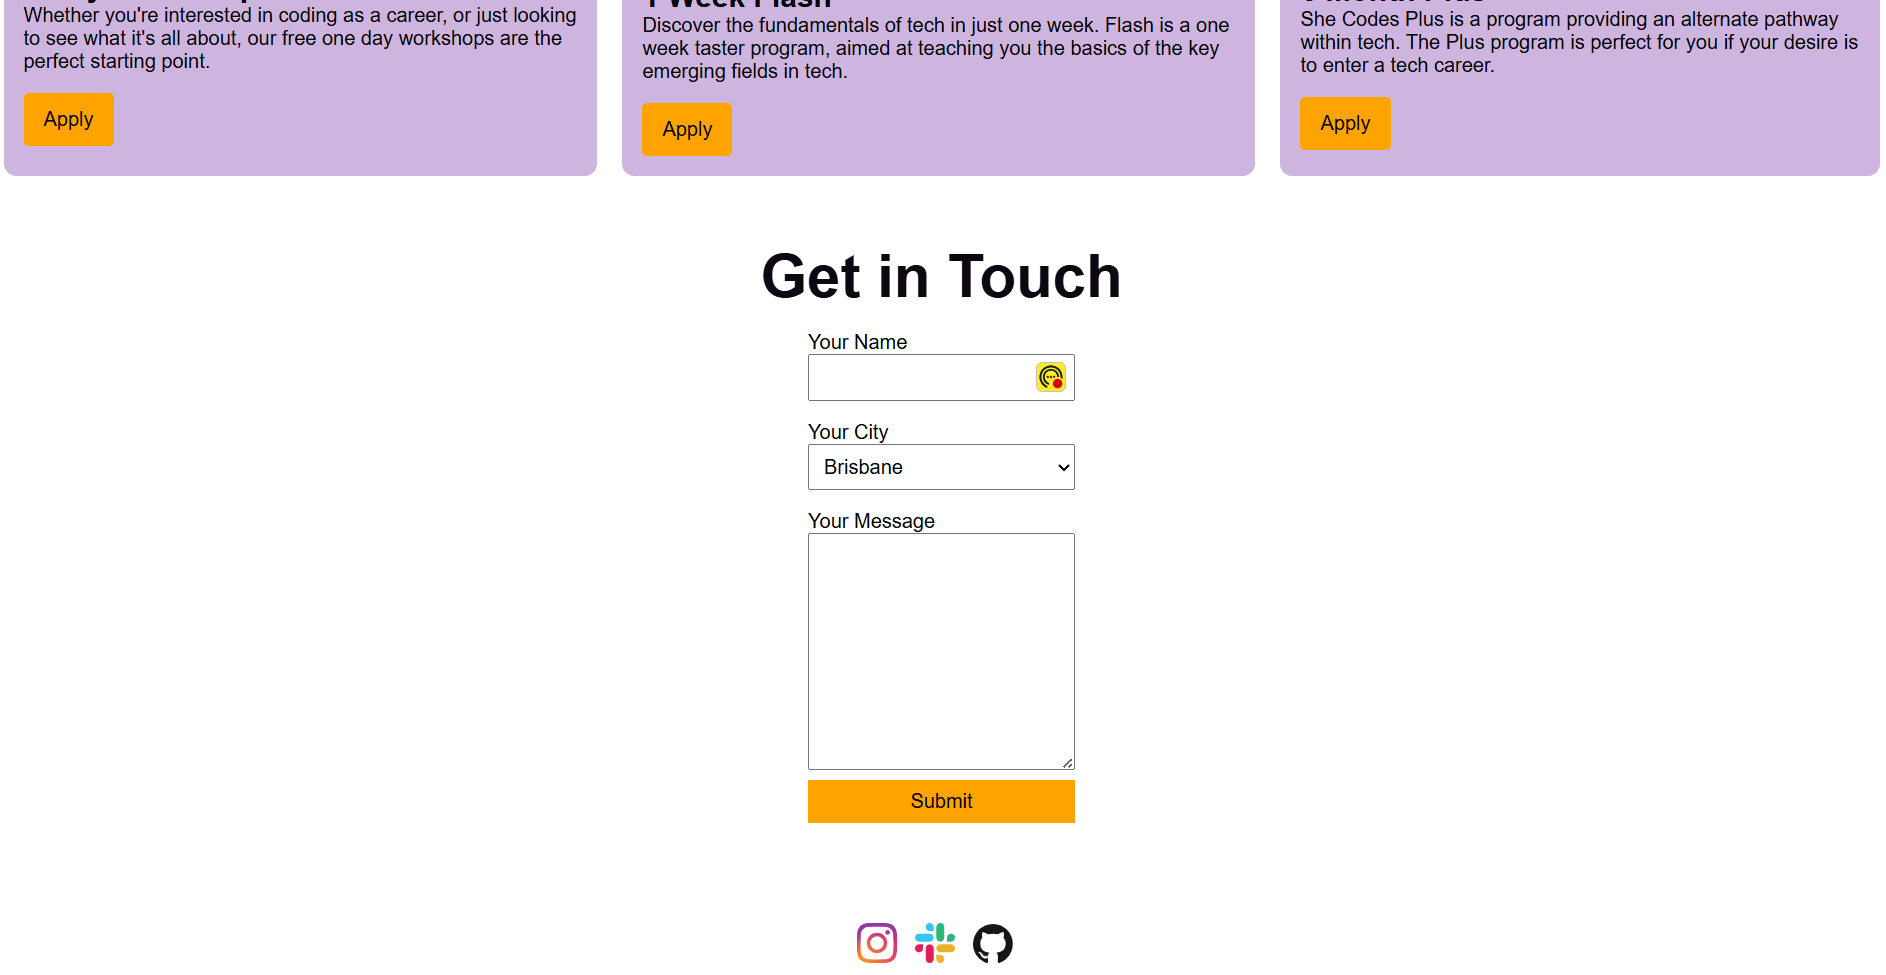 Whether you're interested in coding as a career, or just looking
to see what it's all about, our free one day workshops are the
perfect starting point.
Apply
1 Week Flash
Discover the fundamentals of tech in just one week. Flash is a one
week taster program, aimed at teaching you the basics of the key
emerging fields in tech.
Apply
She Codes Plus is a program providing an alternate pathway
within tech. The Plus program is perfect for you if your desire is
to enter a tech career.
Apply
Get in Touch
Your Name
Your City
Brisbane
Your Message
Submit